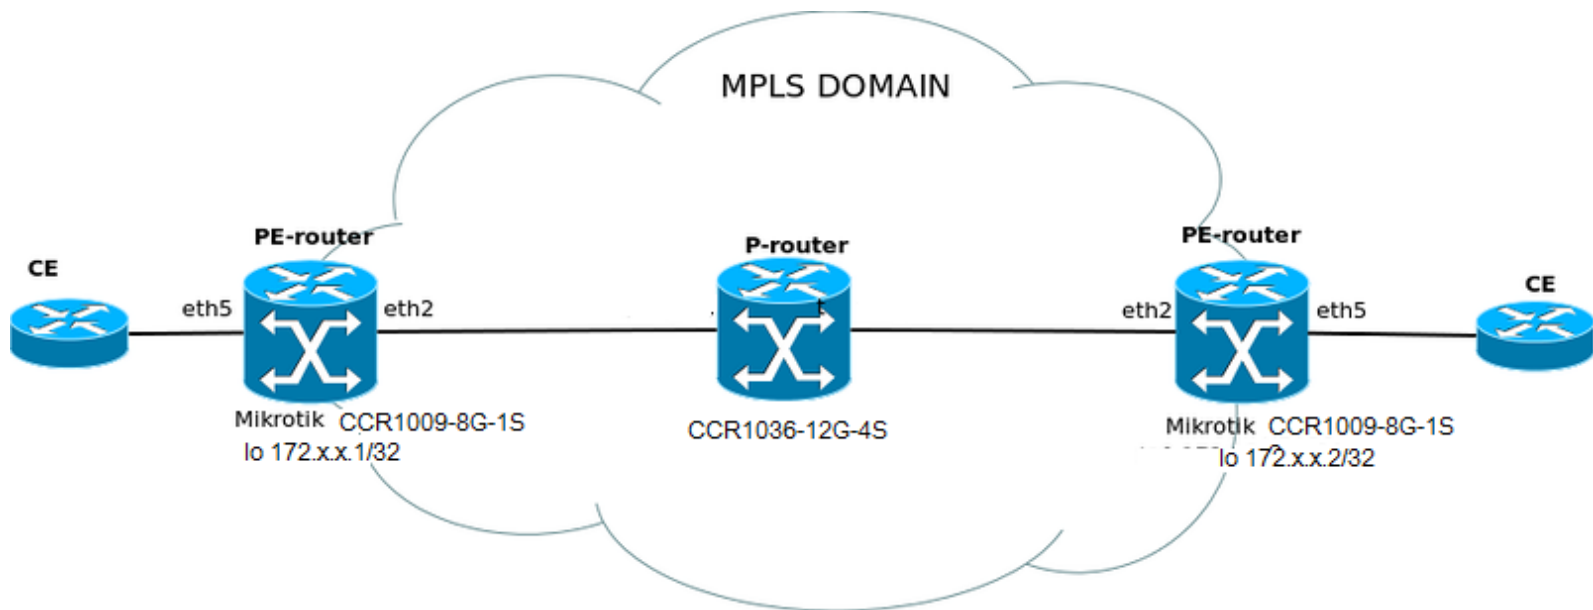 MPLS DOMAIN
PE-router
P-router
PE-router
CE
CE
eth5
eth2
eth2
eth5
Mikrotik CCR1009-8G-1S
lo 172.x.x.1/32
CCR1036-12G-4S
Mikrotik CCR1009-8G-1S
lo 172.x.x.2/32